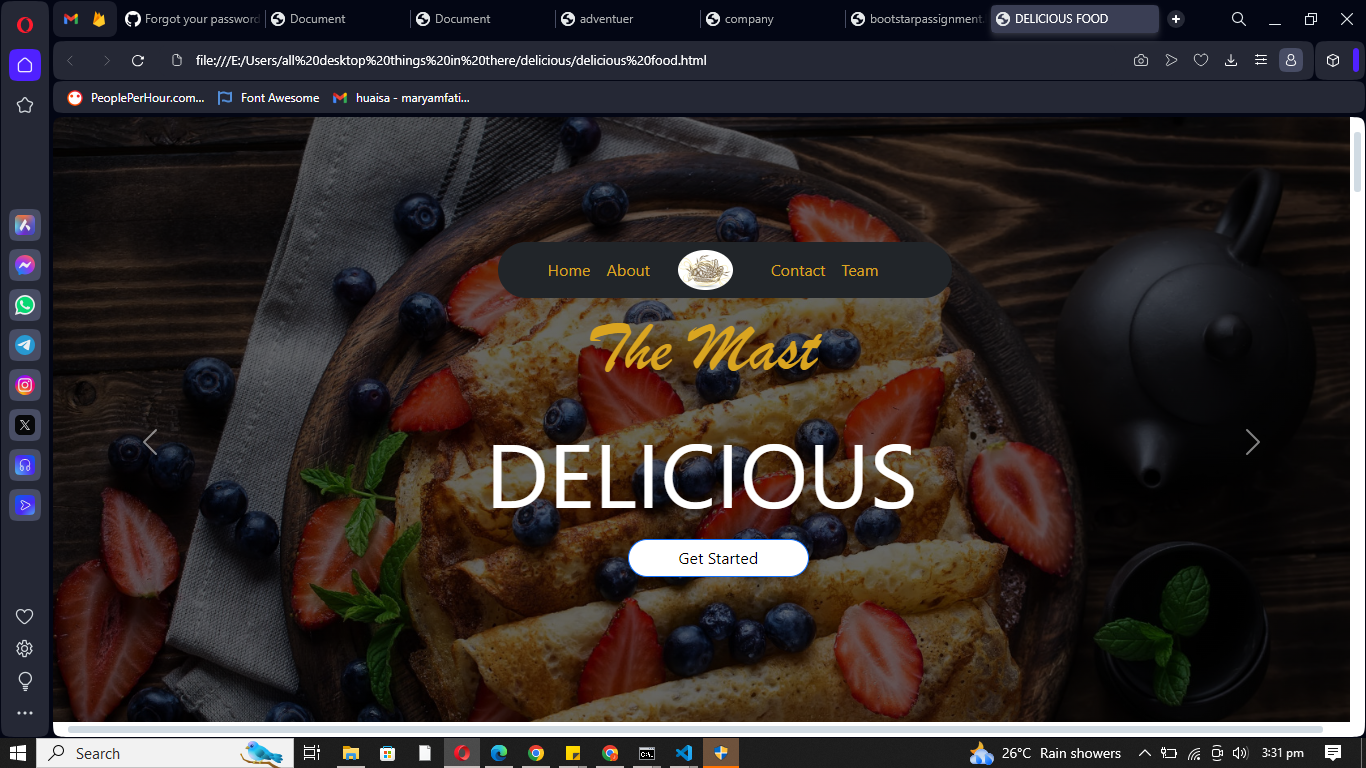 Forgot your password
Document
Document
adventuer
company
bootstarpassignment.
DELICIOUS FOOD
file:///E:/Users/all%20desktop%20things%20in%20there/delicious/delicious%20food.html
PeoplePerHour.com...
Font Awesome
huaisa - maryamfati...
Home
About
Contact
Team
The Mast
DELICIOUS
Get Started
Search
26°C Rain showers
3:31 pm